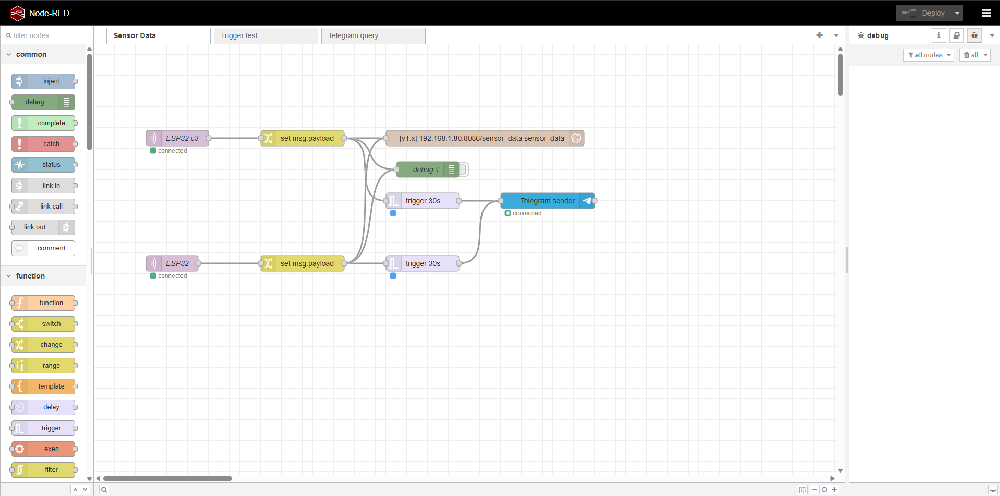 Node-RED
Deploy
filter nodes
Sensor Data
Trigger test
Telegram query
debug
i
all nodes
all
common
inject
debug
complete
catch
status
link in
link call
link out
comment
function
function
switch
change
range
template
delay
trigger
exec
filter
ESP32 c3
connected
set msg.payload
[v1.x] 192.168.1.80:8086/sensor_data sensor_data
debug 1
trigger 30s
Telegram sender
connected
ESP32
connected
set msg.payload
trigger 30s